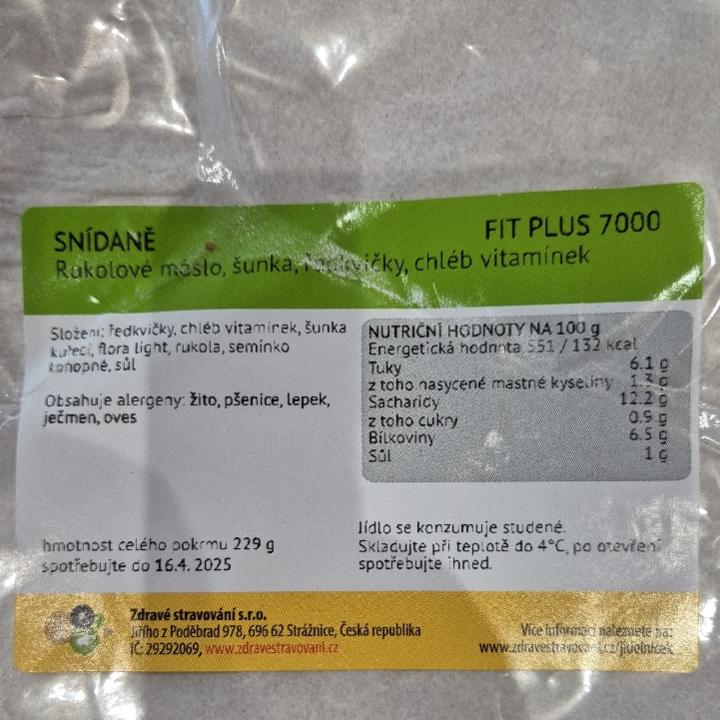 SNÍDANĚ
FIT PLUS 7000
Rukolové máslo, šunka, ředkvičky, chléb vitamínek
Složení: ředkvičky, chléb vitaminek, šunka
kuřecí, flora light, rukola, semínko
konopné, sůl
Obsahuje alergeny: žito, pšenice, lepek,
ječmen, oves
NUTRIČNÍ HODNOTY NA 100 g
Energetická hodnota 551 / 132 kcal
Tuky 6.1 g
z toho nasycené mastné kyseliny 1.3 g
Sacharidy 12.2 g
z toho cukry 0.9 g
Bílkoviny 6.5 g
Sůl 1 g
hmotnost celého pokrmu 229 g
spotřebujte do 16.4. 2025
Jídlo se konzumuje studené.
Skladujte při teplotě do 4°C, po otevření
spotřebujte ihned.
Zdravé stravování s.r.o.
Jiřího z Poděbrad 978, 696 62 Strážnice, Česká republika
IČ: 29292069, www.zdravestravovani.cz
Více informací naleznete na:
www.zdravestravovani.cz/jidelnicek